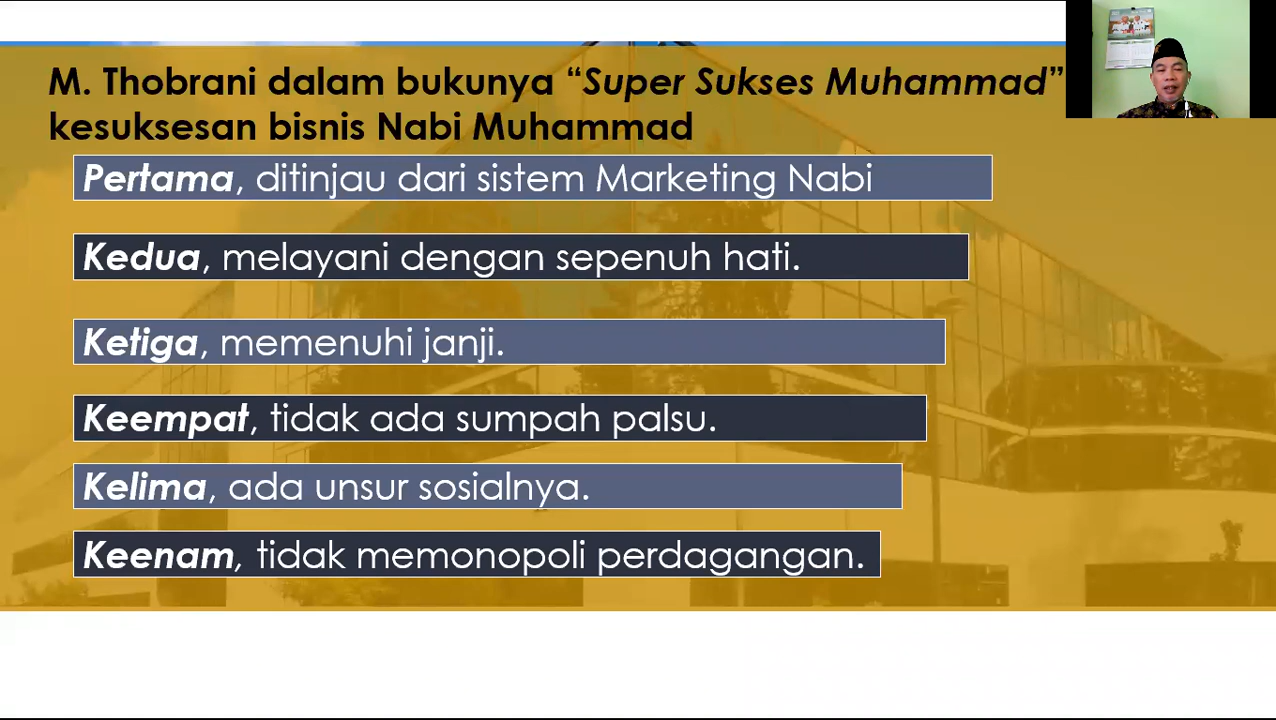 M. Thobrani dalam bukunya “Super Sukses Muhammad”
kesuksesan bisnis Nabi Muhammad
Pertama, ditinjau dari sistem Marketing Nabi
Kedua, melayani dengan sepenuh hati.
Ketiga, memenuhi janji.
Keempat, tidak ada sumpah palsu.
Kelima, ada unsur sosialnya.
Keenam, tidak memonopoli perdagangan.